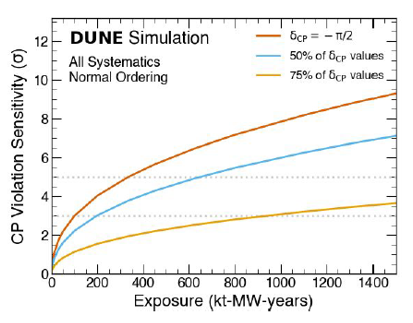 DUNE Simulation
All Systematics
Normal Ordering
δCP = − π/2
50% of δCP values
75% of δCP values
CP Violation Sensitivity (σ)
12
10
8
6
4
2
0
0 200 400 600 800 1000 1200 1400
Exposure (kt-MW-years)